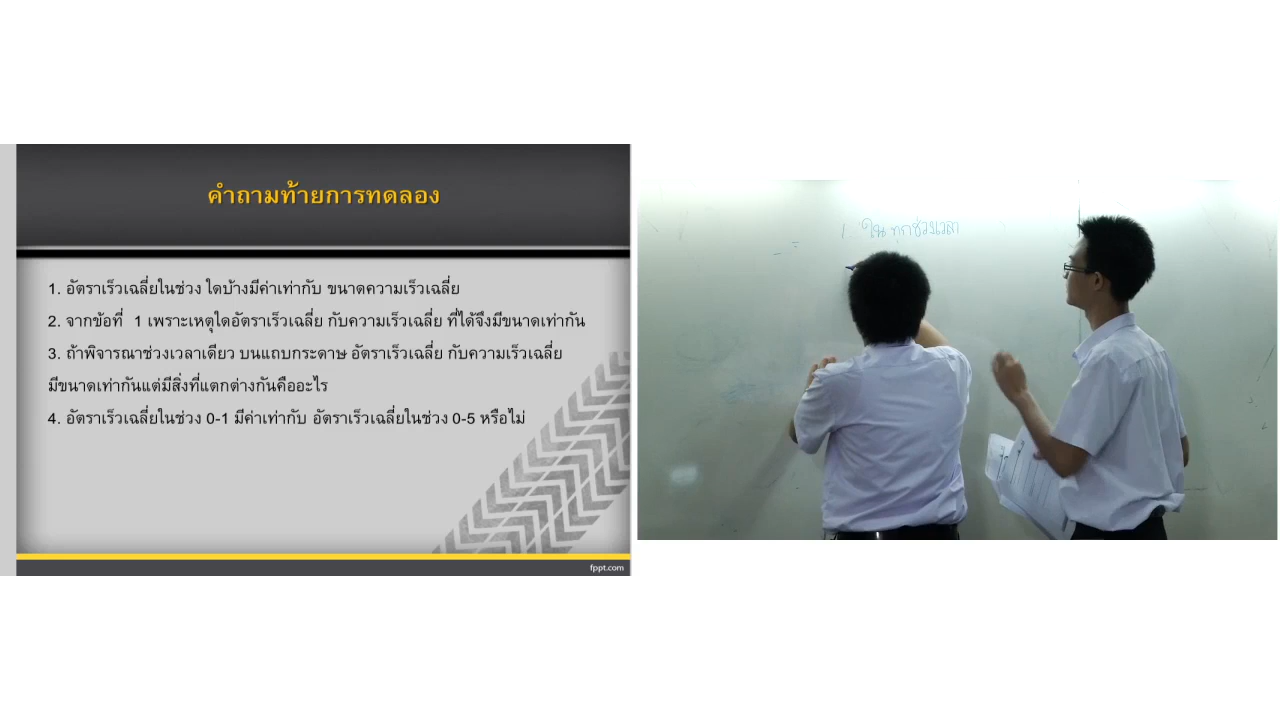 คำถามท้ายการทดลอง
1. อัตราเร็วเฉลี่ยในช่วง ใดบ้างมีค่าเท่ากับ ขนาดความเร็วเฉลี่ย
2. จากข้อที่ 1 เพราะเหตุใดอัตราเร็วเฉลี่ย กับความเร็วเฉลี่ย ที่ได้จึงมีขนาดเท่ากัน
3. ถ้าพิจารณาช่วงเวลาเดียว บนแถบกระดาษ อัตราเร็วเฉลี่ย กับความเร็วเฉลี่ย
มีขนาดเท่ากันแต่มีสิ่งที่แตกต่างกันคืออะไร
4. อัตราเร็วเฉลี่ยในช่วง 0-1 มีค่าเท่ากับ อัตราเร็วเฉลี่ยในช่วง 0-5 หรือไม่
fppt.com
1. ใน ทุกช่วงเวลา